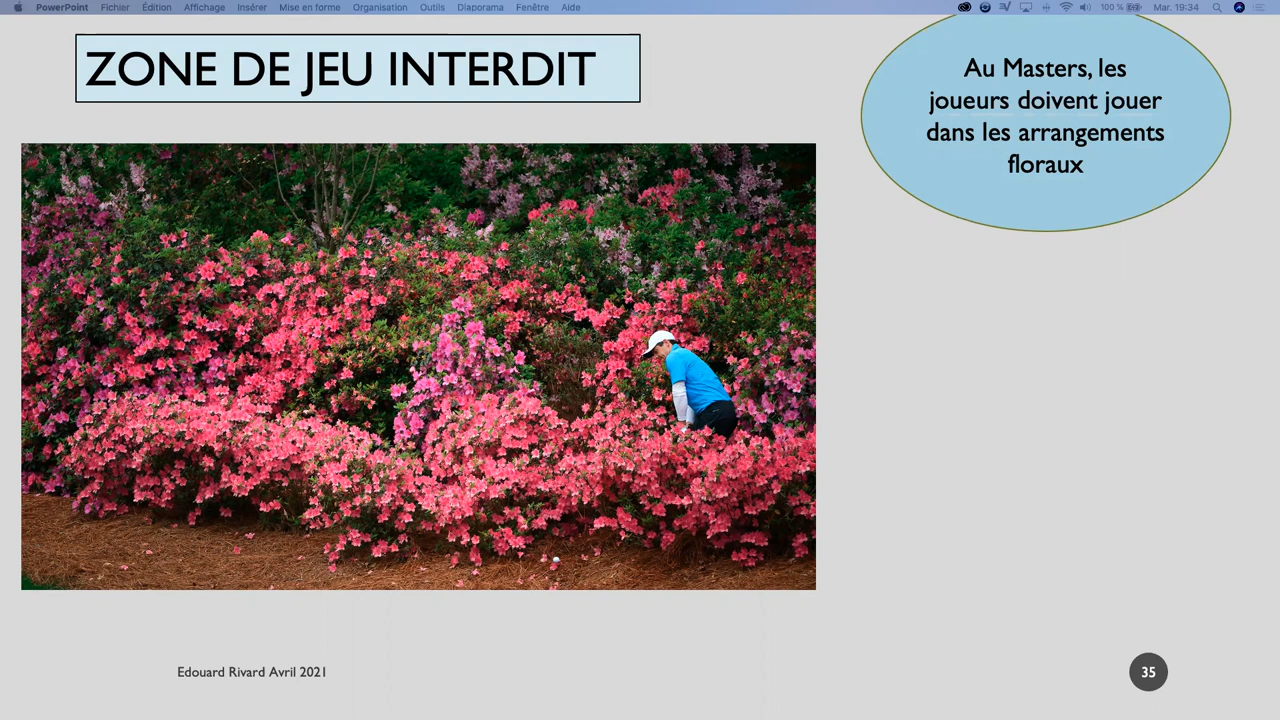 PowerPoint Fichier Édition Affichage Insérer Mise en forme Organisation Outils Diaporama Fenêtre Aide 100 % Mar. 19:34
ZONE DE JEU INTERDIT
Au Masters, les
joueurs doivent jouer
dans les arrangements
floraux
Edouard Rivard Avril 2021
35